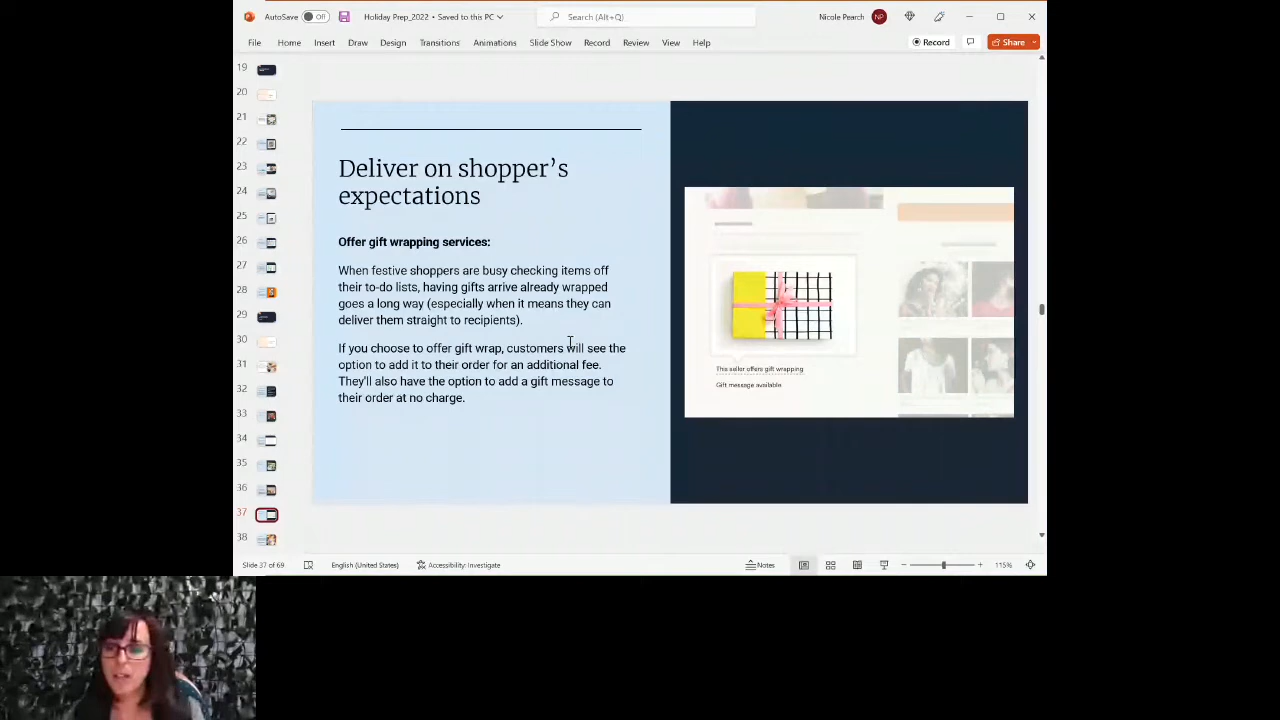 AutoSave Off Holiday Prep_2022 • Saved to this PC Search (Alt+Q) Nicole Pearch NP
File Home Insert Draw Design Transitions Animations Slide Show Record Review View Help Record Share
19
20
21
22
23
24
25
26
27
28
29
30
31
32
33
34
35
36
37
38
Deliver on shopper’s
expectations
Offer gift wrapping services:
When festive shoppers are busy checking items off
their to-do lists, having gifts arrive already wrapped
goes a long way (especially when it means they can
deliver them straight to recipients).
If you choose to offer gift wrap, customers will see the
option to add it to their order for an additional fee.
They'll also have the option to add a gift message to
their order at no charge.
This seller offers gift wrapping
Gift message available
Slide 37 of 69 English (United States) Accessibility: Investigate Notes 115%